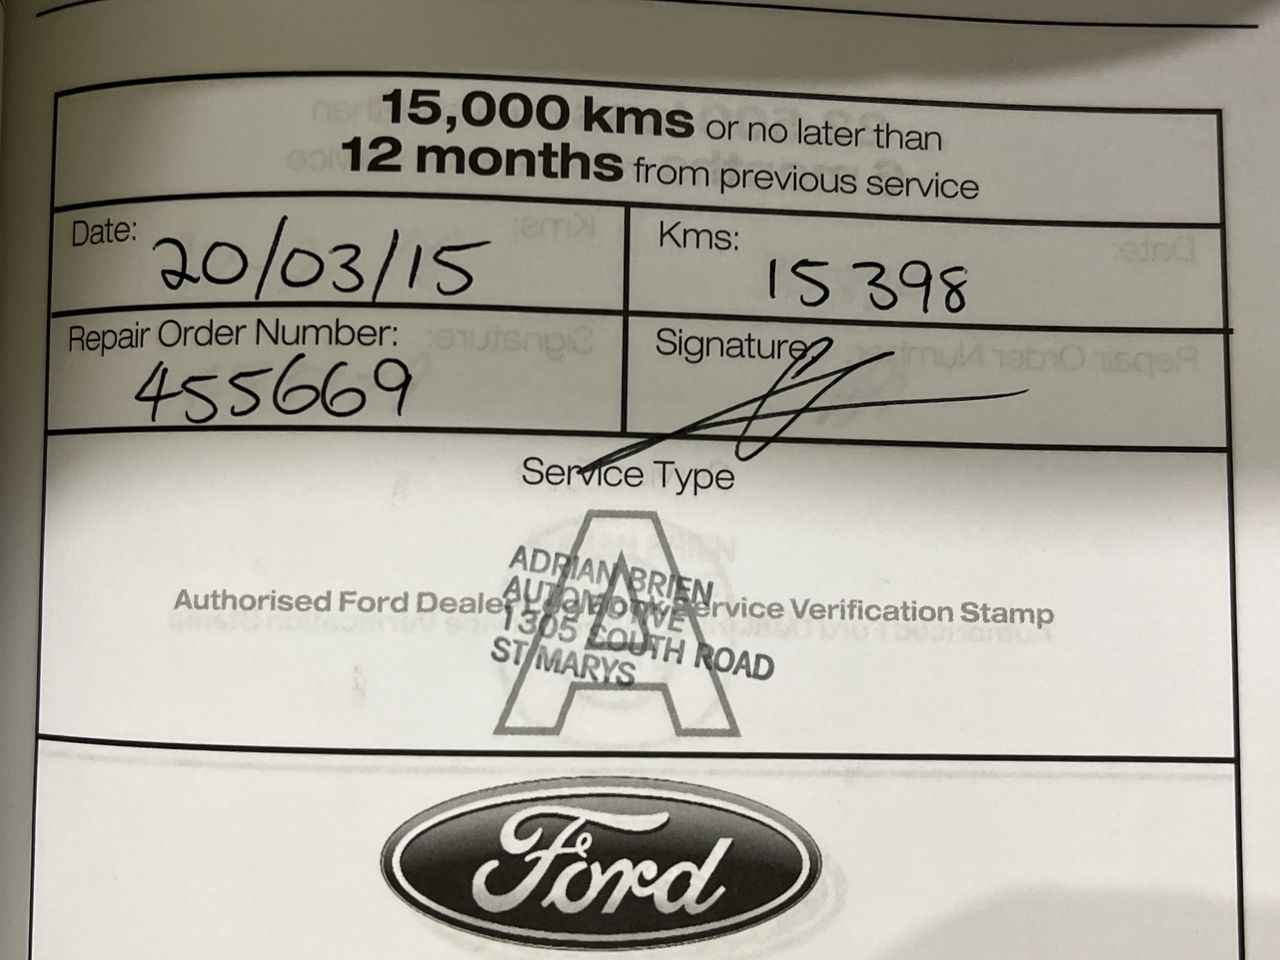 15,000 kms or no later than
12 months from previous service
Date: 20/03/15
Kms: 15 398
Repair Order Number: 455669
Signature:
Service Type
A
ADRIAN BRIEN
AUTOMOTIVE
1305 SOUTH ROAD
ST MARYS
Authorised Ford Dealer Service Verification Stamp
Ford